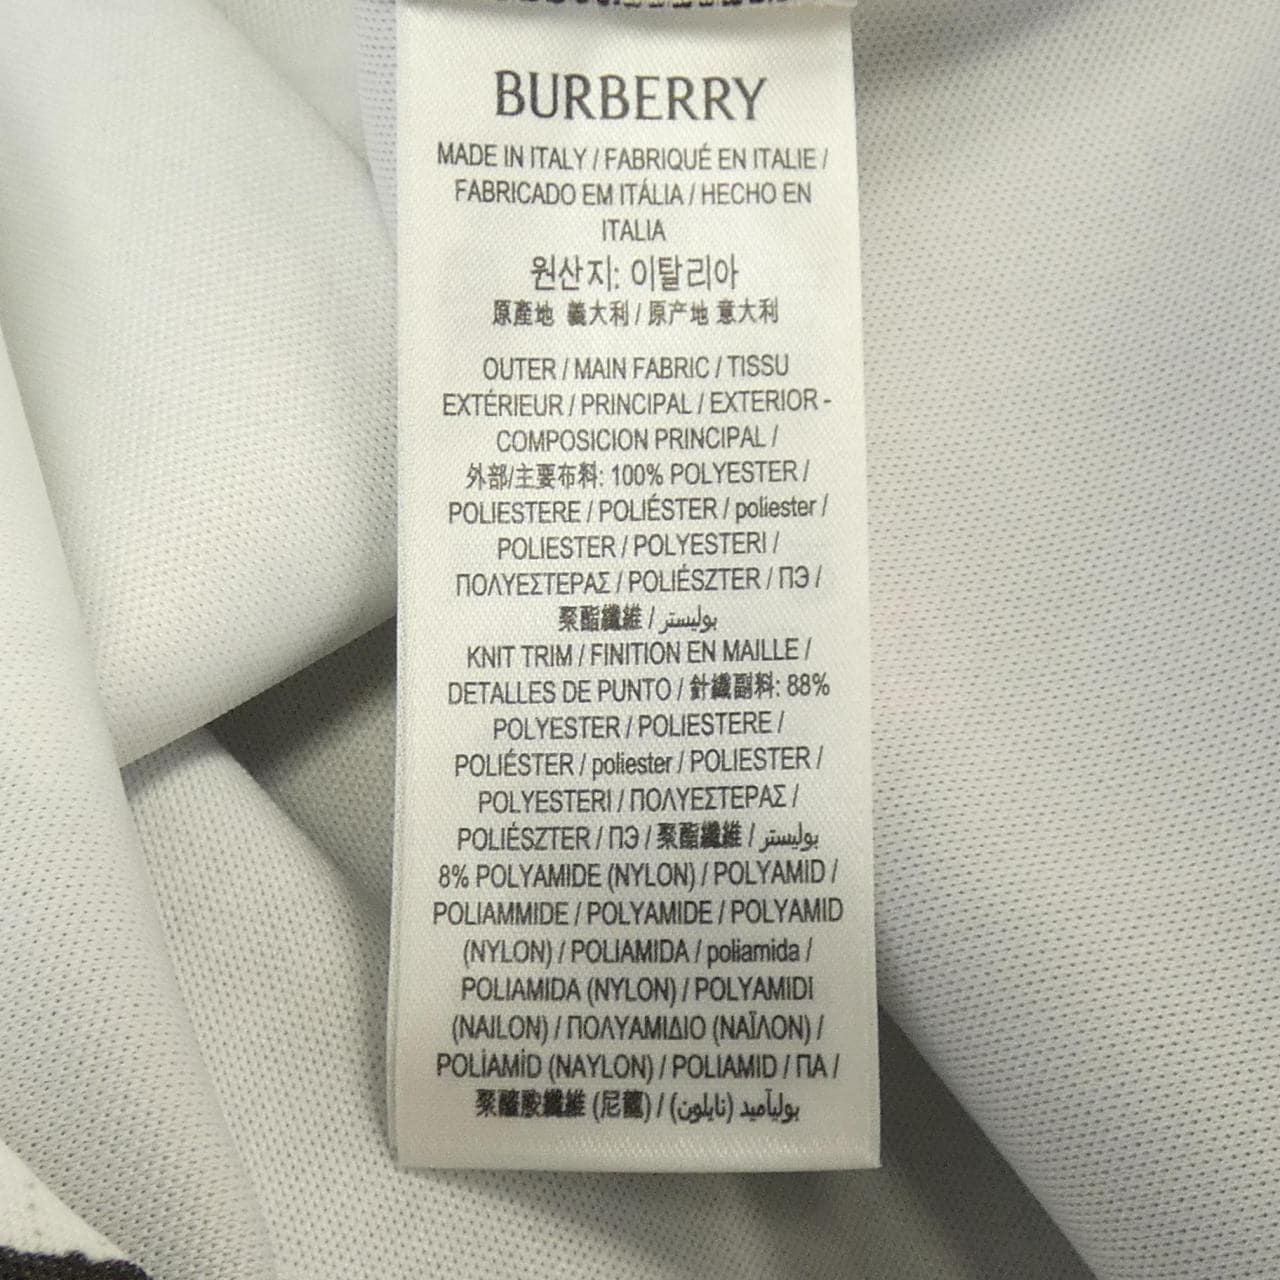 BURBERRY
MADE IN ITALY / FABRIQUÉ EN ITALIE /
FABRICADO EM ITÁLIA / HECHO EN
ITALIA
원산지: 이탈리아
原產地 義大利 / 原产地 意大利
OUTER / MAIN FABRIC / TISSU
EXTÉRIEUR / PRINCIPAL / EXTERIOR -
COMPOSICION PRINCIPAL /
外部/主要布料: 100% POLYESTER /
POLIESTERE / POLIÉSTER / poliester /
POLIESTER / POLYESTERI /
ΠΟΛΥΕΣΤΕΡΑΣ / POLIÉSZTER / ПЭ /
聚酯纖維 / بوليستر
KNIT TRIM / FINITION EN MAILLE /
DETALLES DE PUNTO / 針織副料: 88%
POLYESTER / POLIESTERE /
POLIÉSTER / poliester / POLIESTER /
POLYESTERI / ΠΟΛΥΕΣΤΕΡΑΣ /
POLIÉSZTER / ПЭ / 聚酯纖維 / بوليستر
8% POLYAMIDE (NYLON) / POLYAMID /
POLIAMMIDE / POLYAMIDE / POLYAMID
(NYLON) / POLIAMIDA / poliamida /
POLIAMIDA (NYLON) / POLYAMIDI
(NAILON) / ΠΟΛΥΑΜΙΔΙΟ (ΝΑΪΛΟΝ) /
POLİAMİD (NAYLON) / POLIAMID / ПА /
聚醯胺纖維 (尼龍) / بوليآميد (نايلون)